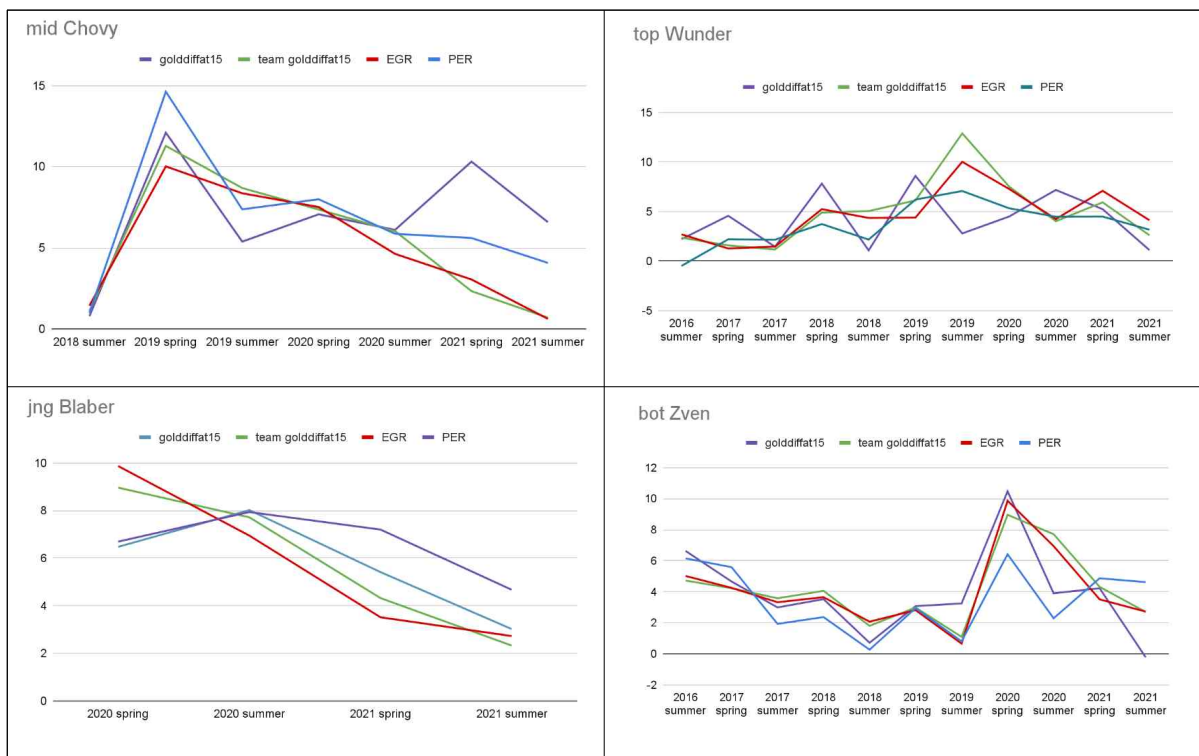 mid Chovy
golddiffat15 team golddiffat15 EGR PER
15
10
5
0
2018 summer 2019 spring 2019 summer 2020 spring 2020 summer 2021 spring 2021 summer
top Wunder
golddiffat15 team golddiffat15 EGR PER
15
10
5
0
-5
2016 2017 2017 2018 2018 2019 2019 2020 2020 2021 2021
summer spring summer spring summer spring summer spring summer spring summer
jng Blaber
golddiffat15 team golddiffat15 EGR PER
10
8
6
4
2
0
2020 spring 2020 summer 2021 spring 2021 summer
bot Zven
golddiffat15 team golddiffat15 EGR PER
12
10
8
6
4
2
0
-2
2016 2017 2017 2018 2018 2019 2019 2020 2020 2021 2021
summer spring summer spring summer spring summer spring summer spring summer